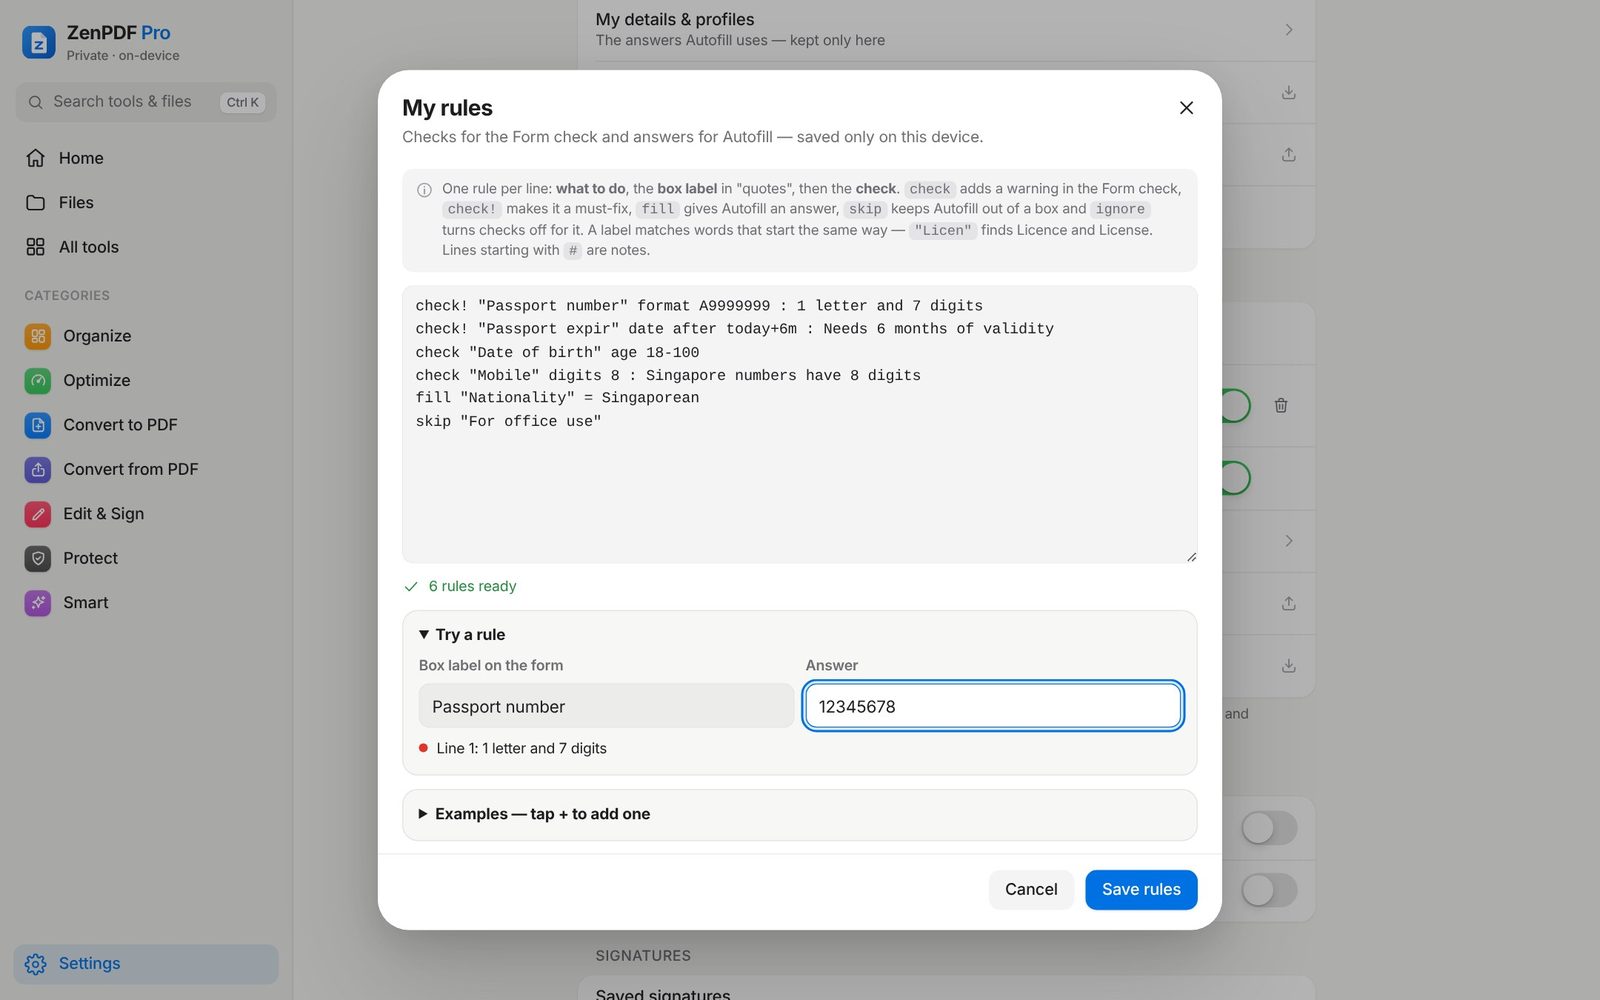 ZenPDF Pro
Private · on-device
Search tools & files
Ctrl K
Home
Files
All tools
CATEGORIES
Organize
Optimize
Convert to PDF
Convert from PDF
Edit & Sign
Protect
Smart
Settings
My details & profiles
The answers Autofill uses — kept only here
My rules
Checks for the Form check and answers for Autofill — saved only on this device.
One rule per line: what to do, the box label in "quotes", then the check. check adds a warning in the Form check,
check! makes it a must-fix, fill gives Autofill an answer, skip keeps Autofill out of a box and ignore
turns checks off for it. A label matches words that start the same way — "Licen" finds Licence and License.
Lines starting with # are notes.
check! "Passport number" format A9999999 : 1 letter and 7 digits
check! "Passport expir" date after today+6m : Needs 6 months of validity
check "Date of birth" age 18-100
check "Mobile" digits 8 : Singapore numbers have 8 digits
fill "Nationality" = Singaporean
skip "For office use"
6 rules ready
Try a rule
Box label on the form
Answer
Passport number
12345678
Line 1: 1 letter and 7 digits
Examples — tap + to add one
Cancel
Save rules
and
SIGNATURES
Saved signatures